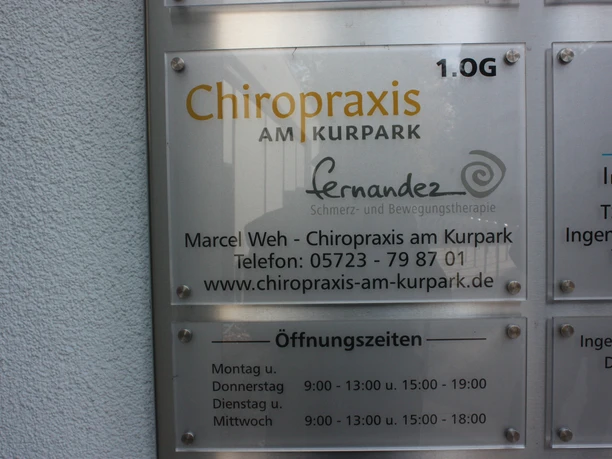 1.OG
Chiropraxis
AM KURPARK
fernandez
Schmerz- und Bewegungstherapie
Marcel Weh - Chiropraxis am Kurpark
Telefon: 05723 - 79 87 01
www.chiropraxis-am-kurpark.de
Öffnungszeiten
Montag u.
Donnerstag 9:00 - 13:00 u. 15:00 - 19:00
Dienstag u.
Mittwoch 9:00 - 13:00 u. 15:00 - 18:00